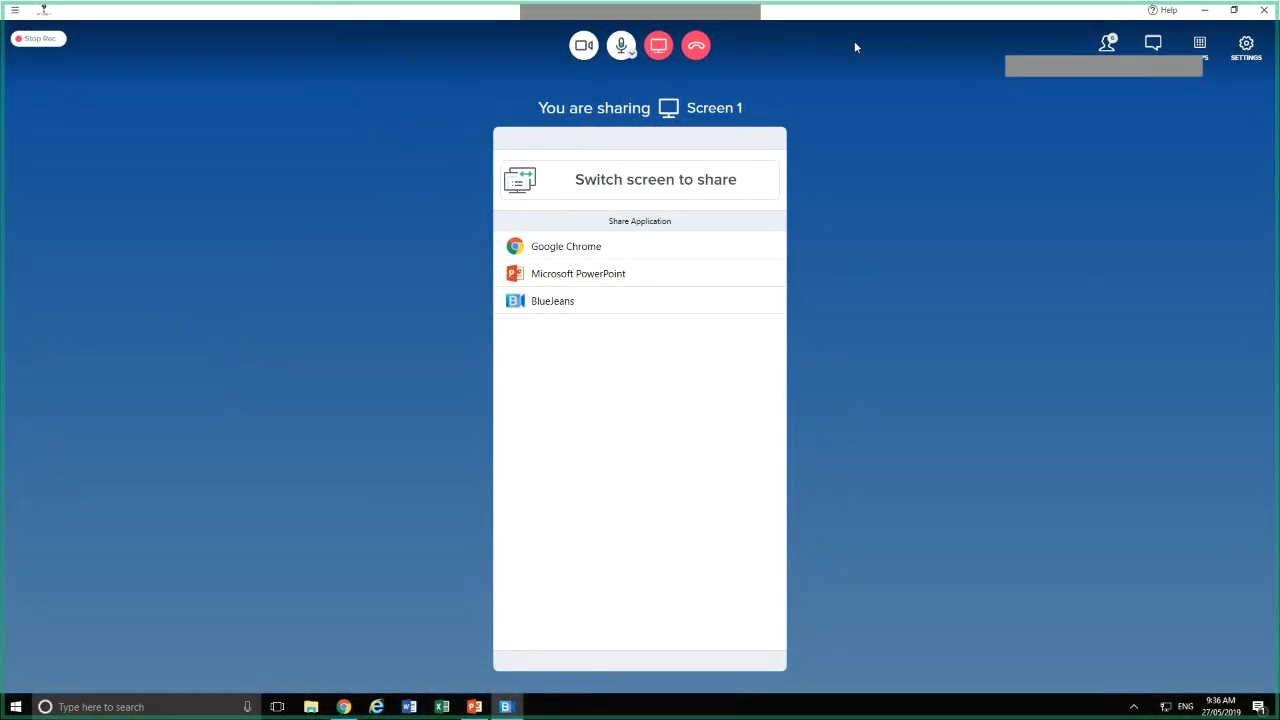 Help
Stop Rec
6
SETTINGS
You are sharing Screen 1
Switch screen to share
Share Application
Google Chrome
Microsoft PowerPoint
BlueJeans
Type here to search
ENG
9:36 AM
27/05/2019